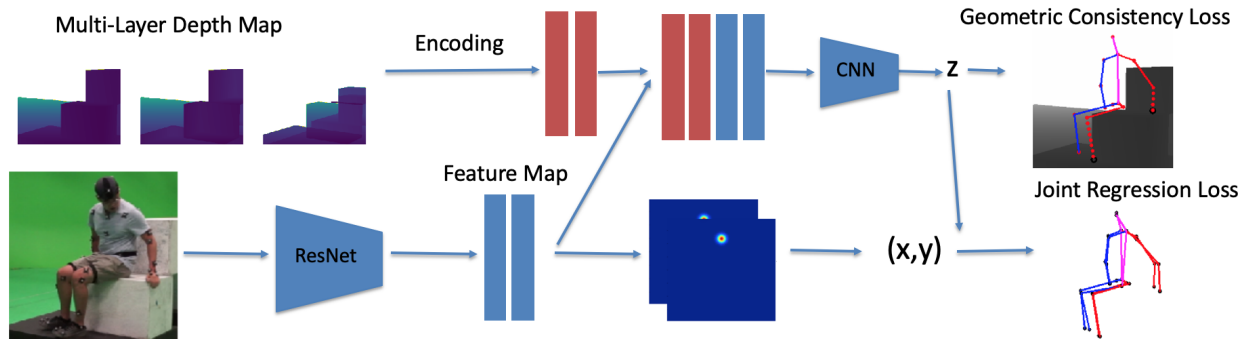 Multi-Layer Depth Map
Encoding
CNN
z
Geometric Consistency Loss
Feature Map
ResNet
(x,y)
Joint Regression Loss